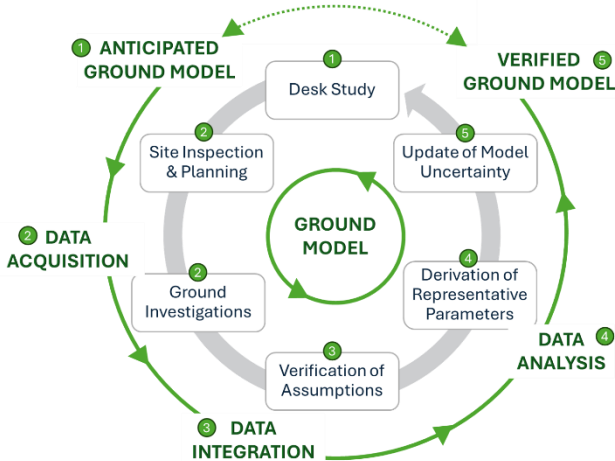 1 ANTICIPATED
GROUND MODEL
VERIFIED 5
GROUND MODEL
1
Desk Study
2
Site Inspection
& Planning
5
Update of Model
Uncertainty
GROUND
MODEL
2 DATA
ACQUISITION
2
Ground
Investigations
4
Derivation of
Representative
Parameters
3
Verification of
Assumptions
DATA 4
ANALYSIS
3 DATA
INTEGRATION